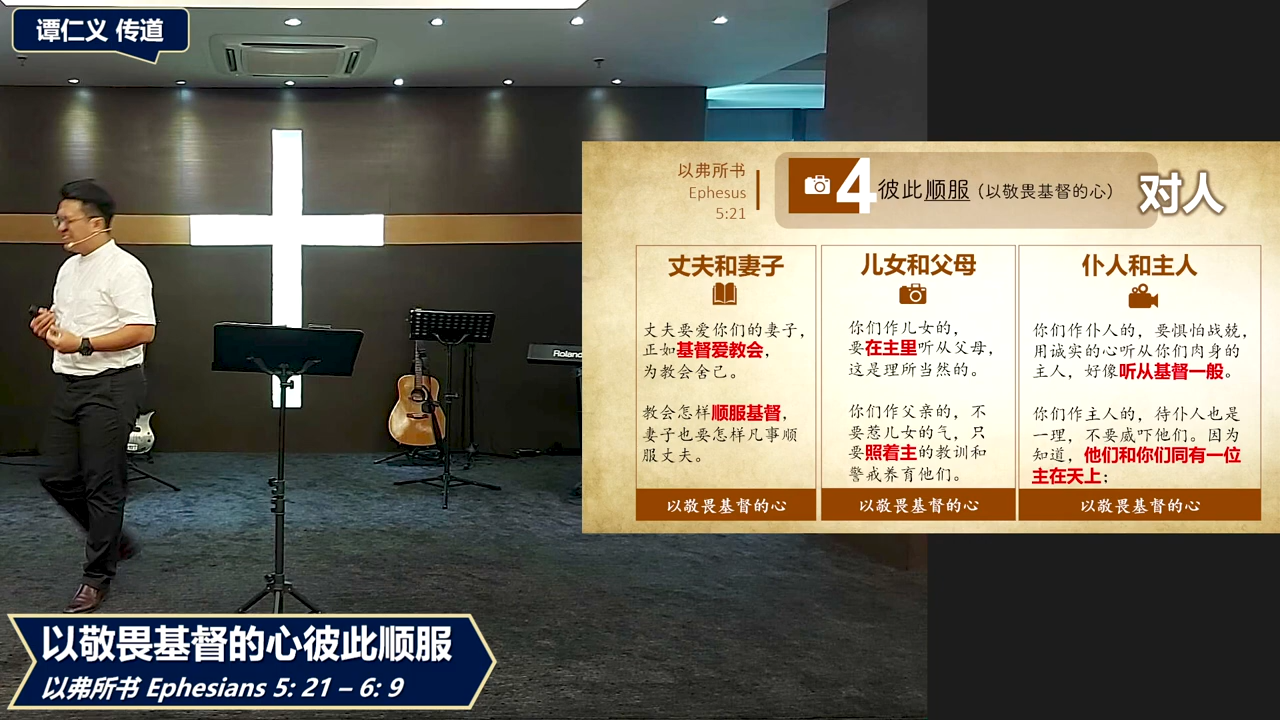 谭仁义 传道
以弗所书
Ephesus
5:21
4
彼此顺服（以敬畏基督的心）
对人
丈夫和妻子
丈夫要爱你们的妻子，
正如基督爱教会，
为教会舍己。
教会怎样顺服基督，
妻子也要怎样凡事顺
服丈夫。
以敬畏基督的心
儿女和父母
你们作儿女的，
要在主里听从父母，
这是理所当然的。
你们作父亲的，不
要惹儿女的气，只
要照着主的教训和
警戒养育他们。
以敬畏基督的心
仆人和主人
你们作仆人的，要惧怕战兢，
用诚实的心听从你们肉身的
主人，好像听从基督一般。
你们作主人的，待仆人也是
一理，不要威吓他们。因为
知道，他们和你们同有一位
主在天上；
以敬畏基督的心
Roland
以敬畏基督的心彼此顺服
以弗所书 Ephesians 5: 21 – 6: 9